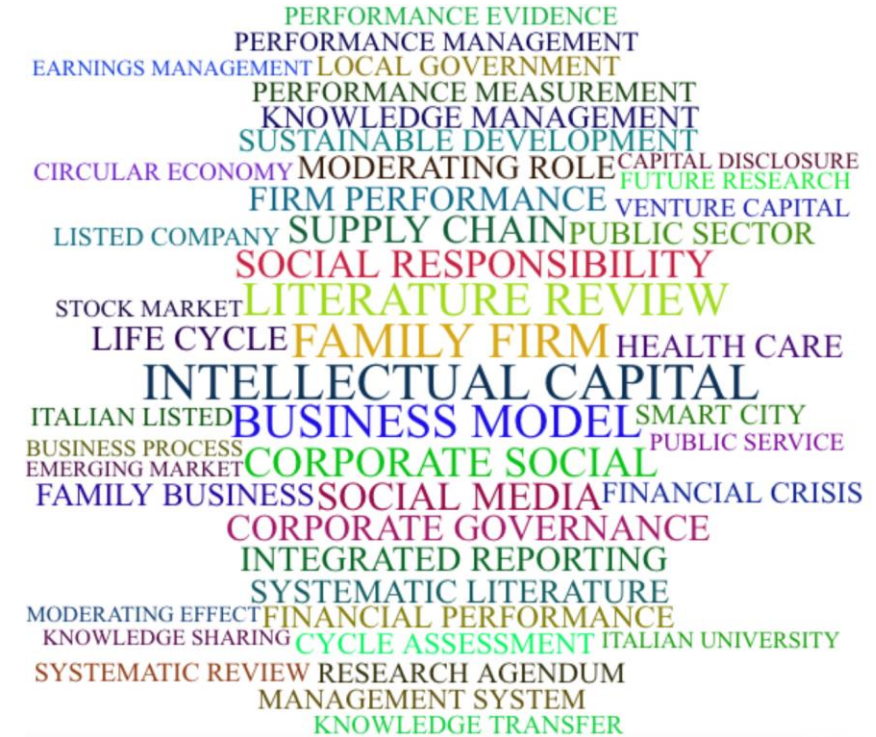 PERFORMANCE EVIDENCE
PERFORMANCE MANAGEMENT
EARNINGS MANAGEMENT LOCAL GOVERNMENT
PERFORMANCE MEASUREMENT
KNOWLEDGE MANAGEMENT
SUSTAINABLE DEVELOPMENT
CIRCULAR ECONOMY MODERATING ROLE CAPITAL DISCLOSURE
FUTURE RESEARCH
FIRM PERFORMANCE VENTURE CAPITAL
LISTED COMPANY SUPPLY CHAIN PUBLIC SECTOR
SOCIAL RESPONSIBILITY
STOCK MARKET LITERATURE REVIEW
LIFE CYCLE FAMILY FIRM HEALTH CARE
INTELLECTUAL CAPITAL
ITALIAN LISTED BUSINESS MODEL SMART CITY
BUSINESS PROCESS PUBLIC SERVICE
EMERGING MARKET CORPORATE SOCIAL
FAMILY BUSINESS SOCIAL MEDIA FINANCIAL CRISIS
CORPORATE GOVERNANCE
INTEGRATED REPORTING
SYSTEMATIC LITERATURE
MODERATING EFFECT FINANCIAL PERFORMANCE
KNOWLEDGE SHARING CYCLE ASSESSMENT ITALIAN UNIVERSITY
SYSTEMATIC REVIEW RESEARCH AGENDUM
MANAGEMENT SYSTEM
KNOWLEDGE TRANSFER